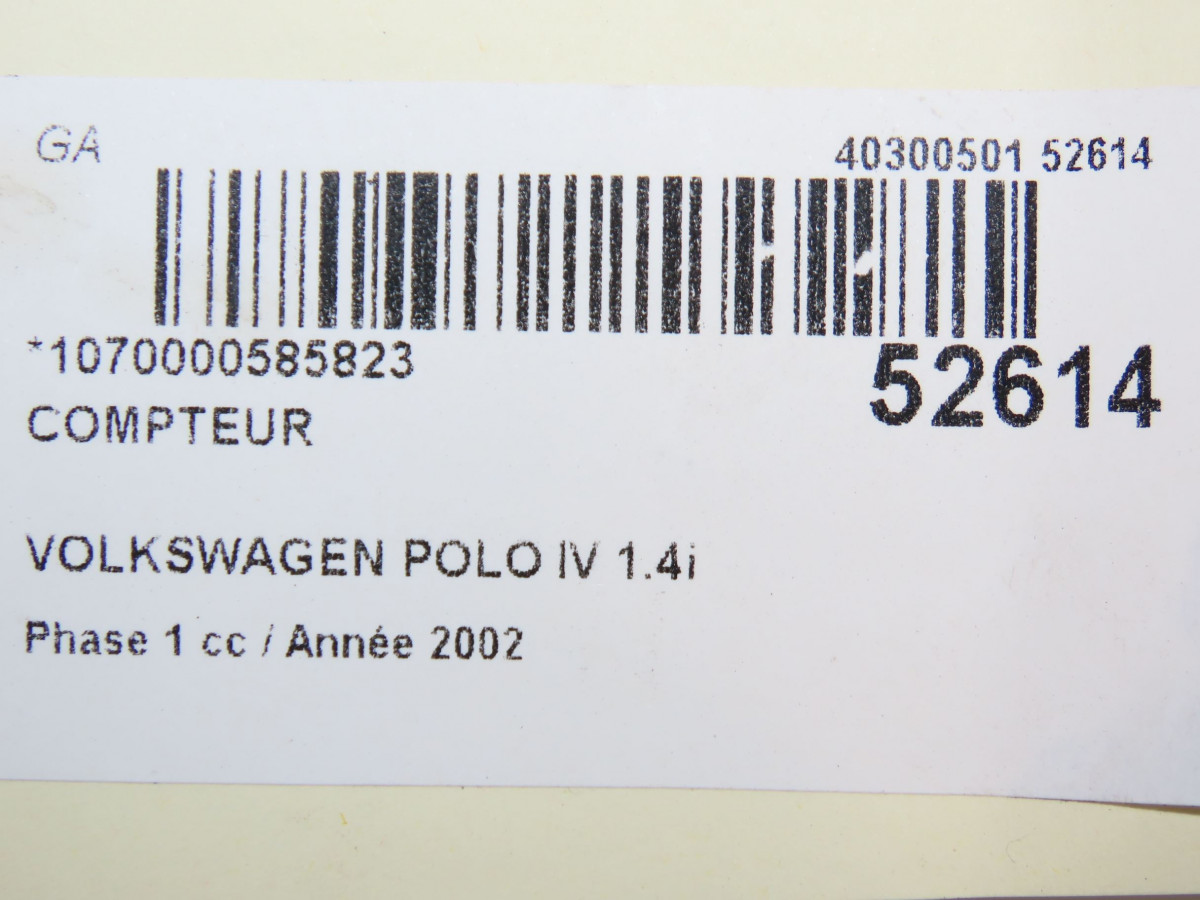 GA
40300501 52614
*1070000585823
52614
COMPTEUR
VOLKSWAGEN POLO IV 1.4i
Phase 1 cc / Année 2002